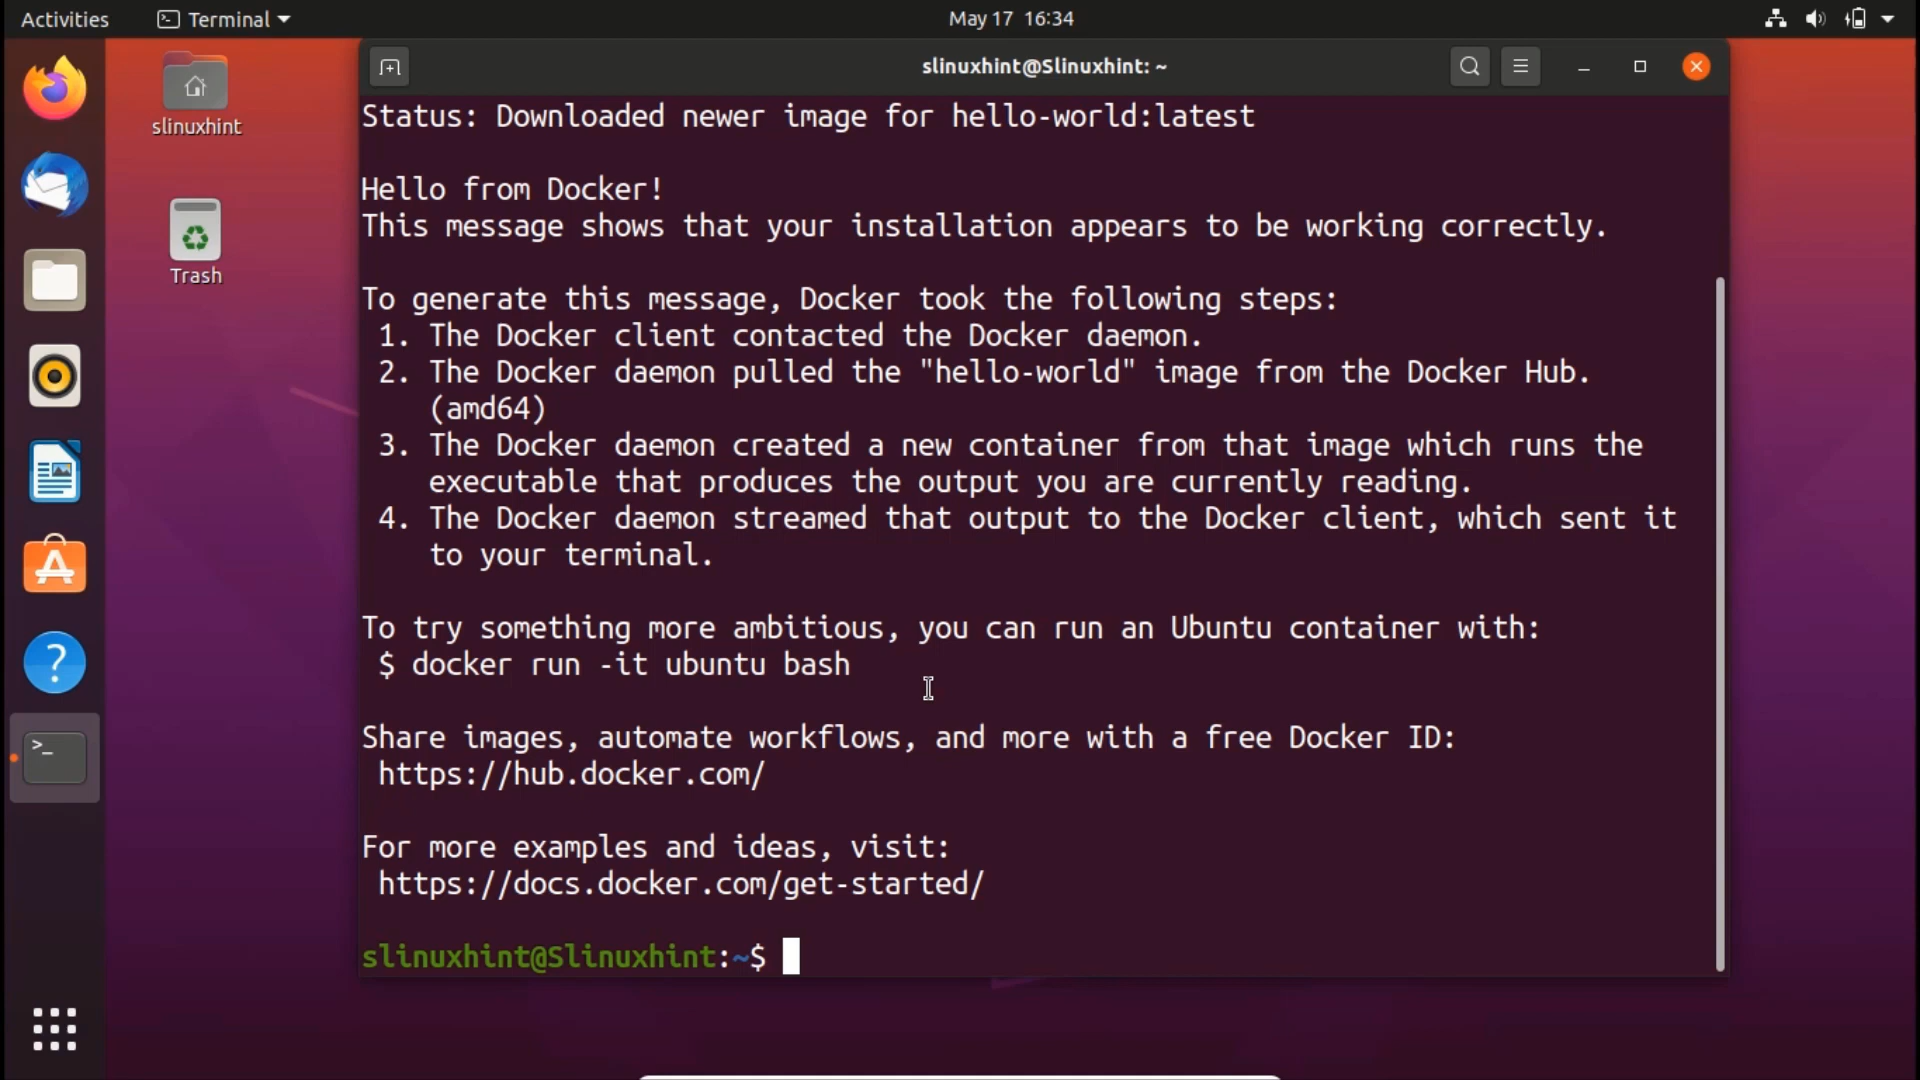 Activities
Terminal
May 17 16:34
slinuxhint
Trash
slinuxhint@Slinuxhint: ~
Status: Downloaded newer image for hello-world:latest
Hello from Docker!
This message shows that your installation appears to be working correctly.
To generate this message, Docker took the following steps:
1. The Docker client contacted the Docker daemon.
2. The Docker daemon pulled the "hello-world" image from the Docker Hub.
(amd64)
3. The Docker daemon created a new container from that image which runs the
executable that produces the output you are currently reading.
4. The Docker daemon streamed that output to the Docker client, which sent it
to your terminal.
To try something more ambitious, you can run an Ubuntu container with:
$ docker run -it ubuntu bash
Share images, automate workflows, and more with a free Docker ID:
https://hub.docker.com/
For more examples and ideas, visit:
https://docs.docker.com/get-started/
slinuxhint@Slinuxhint:~$